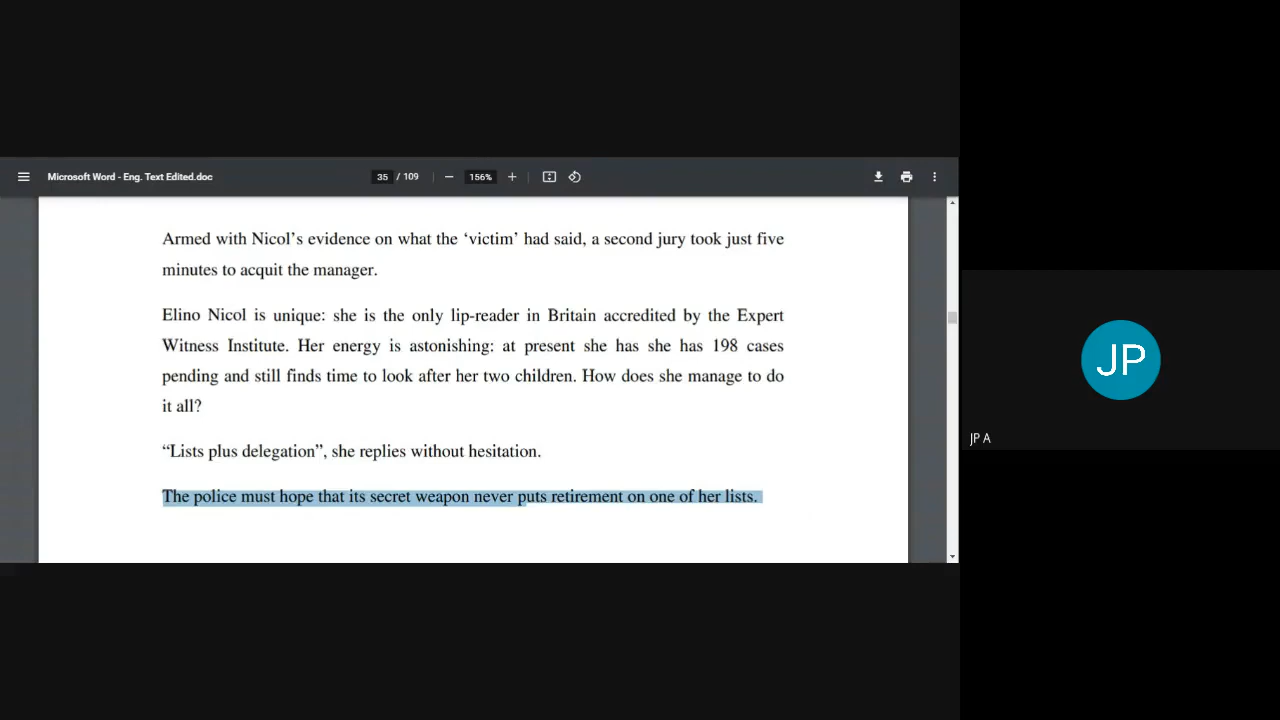 Microsoft Word - Eng. Text Edited.doc
35 / 109
156%
Armed with Nicol’s evidence on what the ‘victim’ had said, a second jury took just five
minutes to acquit the manager.
Elino Nicol is unique: she is the only lip-reader in Britain accredited by the Expert
Witness Institute. Her energy is astonishing: at present she has she has 198 cases
pending and still finds time to look after her two children. How does she manage to do
it all?
“Lists plus delegation”, she replies without hesitation.
The police must hope that its secret weapon never puts retirement on one of her lists.
JP
JP A